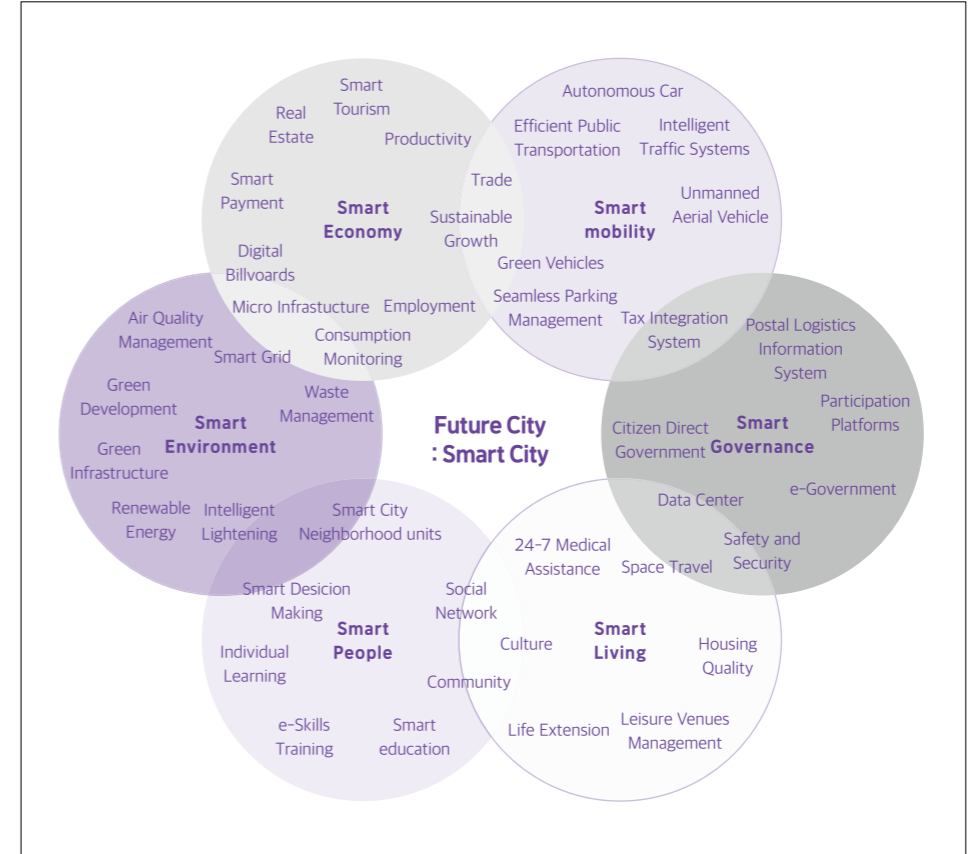 Smart
Tourism
Real
Estate
Productivity
Smart
Payment
Smart
Economy
Trade
Sustainable
Growth
Digital
Billvoards
Micro Infrastucture
Employment
Consumption
Monitoring
Autonomous Car
Efficient Public
Transportation
Intelligent
Traffic Systems
Unmanned
Aerial Vehicle
Smart
mobility
Green Vehicles
Seamless Parking
Management
Tax Integration
System
Air Quality
Management
Smart Grid
Green
Development
Waste
Management
Smart
Environment
Green
Infrastructure
Renewable
Energy
Intelligent
Lightening
Future City
: Smart City
Postal Logistics
Information
System
Participation
Platforms
Citizen Direct
Government
Smart
Governance
e-Government
Data Center
Safety and
Security
Smart City
Neighborhood units
Smart Desicion
Making
Social
Network
Smart
People
Individual
Learning
Community
e-Skills
Training
Smart
education
24-7 Medical
Assistance
Space Travel
Culture
Smart
Living
Housing
Quality
Life Extension
Leisure Venues
Management